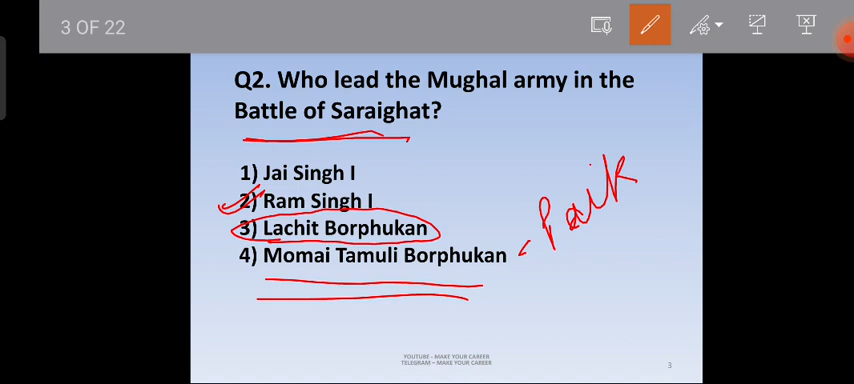 3 OF 22
Q2. Who lead the Mughal army in the
Battle of Saraighat?
1) Jai Singh I
2) Ram Singh I
3) Lachit Borphukan
4) Momai Tamuli Borphukan
Paik
YOUTUBE - MAKE YOUR CAREER
TELEGRAM – MAKE YOUR CAREER
3